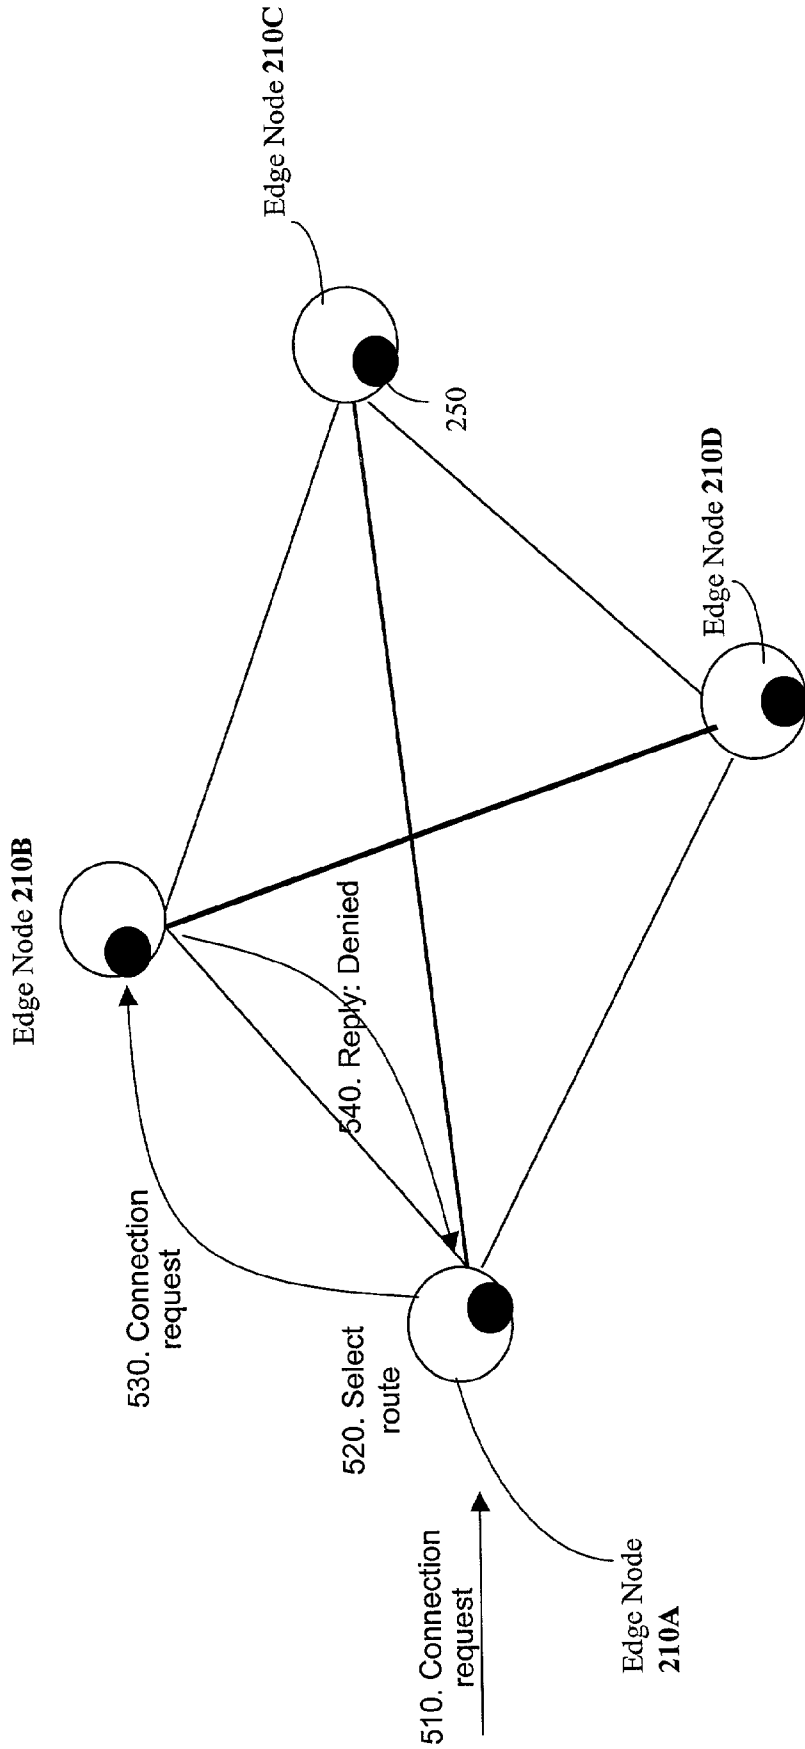 Edge Node 210B
530. Connection
request
540. Reply: Denied
Edge Node 210C
250
520. Select
route
510. Connection
request
Edge Node
210A
Edge Node 210D